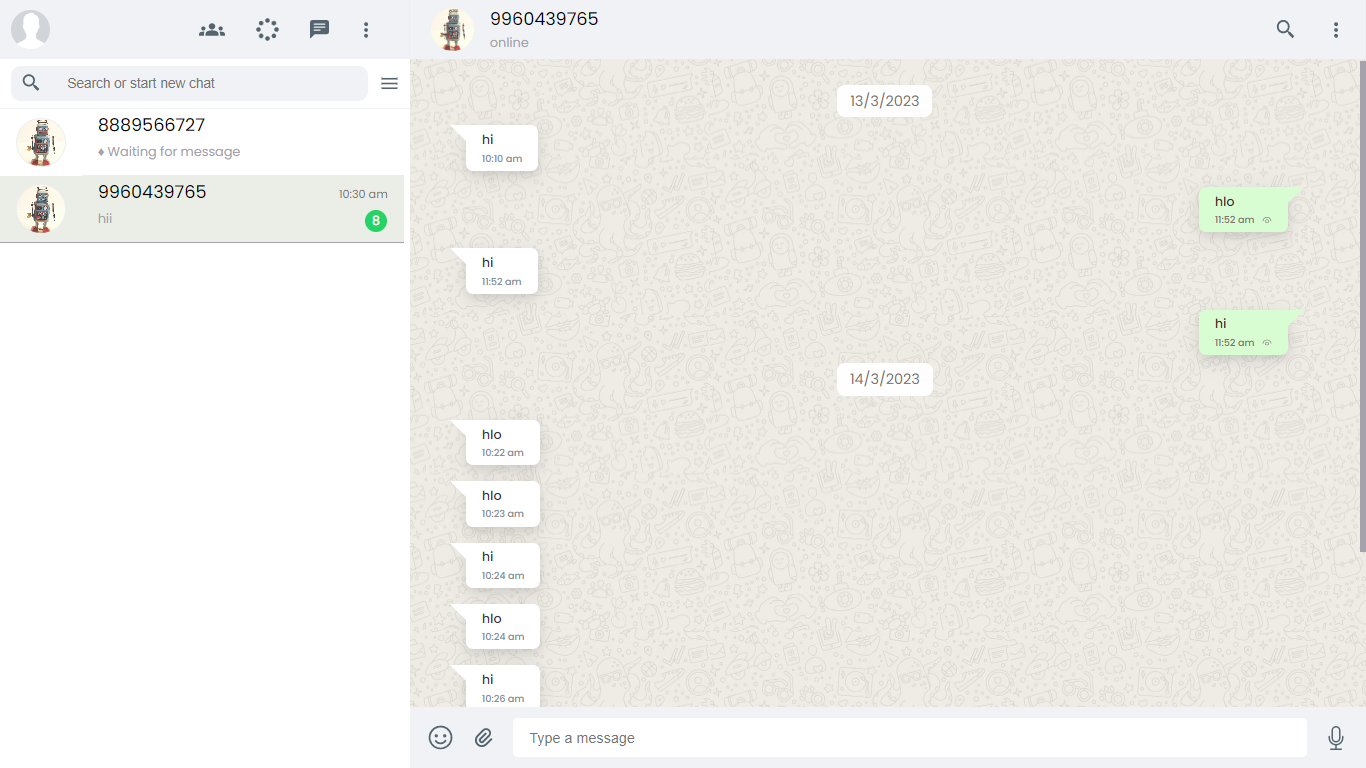 Search or start new chat
8889566727
♦ Waiting for message
9960439765
10:30 am
hii
8
9960439765
online
13/3/2023
hi
10:10 am
hlo
11:52 am
hi
11:52 am
hi
11:52 am
14/3/2023
hlo
10:22 am
hlo
10:23 am
hi
10:24 am
hlo
10:24 am
hi
10:26 am
Type a message